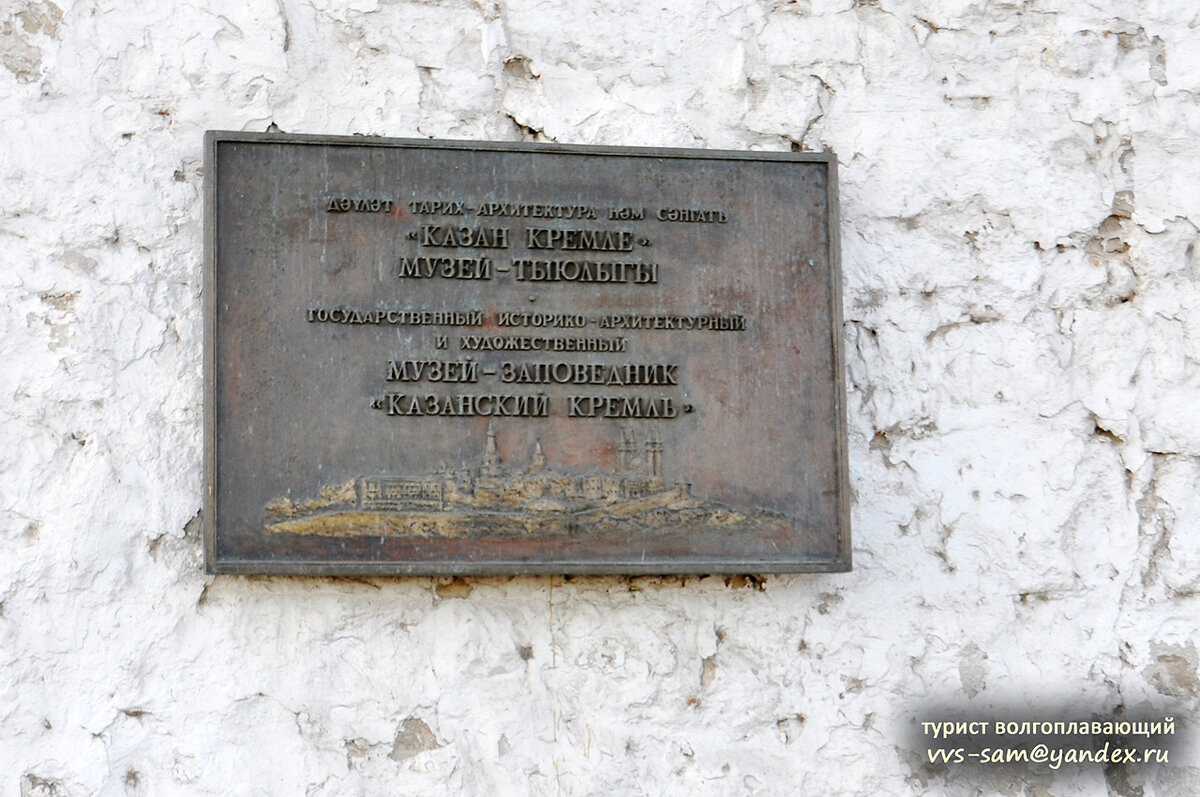 ДӘҮЛӘТ ТАРИХ-АРХИТЕКТУРА ҺӘМ СӘНГАТЬ
«КАЗАН КРЕМЛЕ»
МУЗЕЙ-ТЫЮЛЫГЫ
ГОСУДАРСТВЕННЫЙ ИСТОРИКО-АРХИТЕКТУРНЫЙ
И ХУДОЖЕСТВЕННЫЙ
МУЗЕЙ-ЗАПОВЕДНИК
«КАЗАНСКИЙ КРЕМЛЬ»
турист волгоплавающий
vvs-sam@yandex.ru